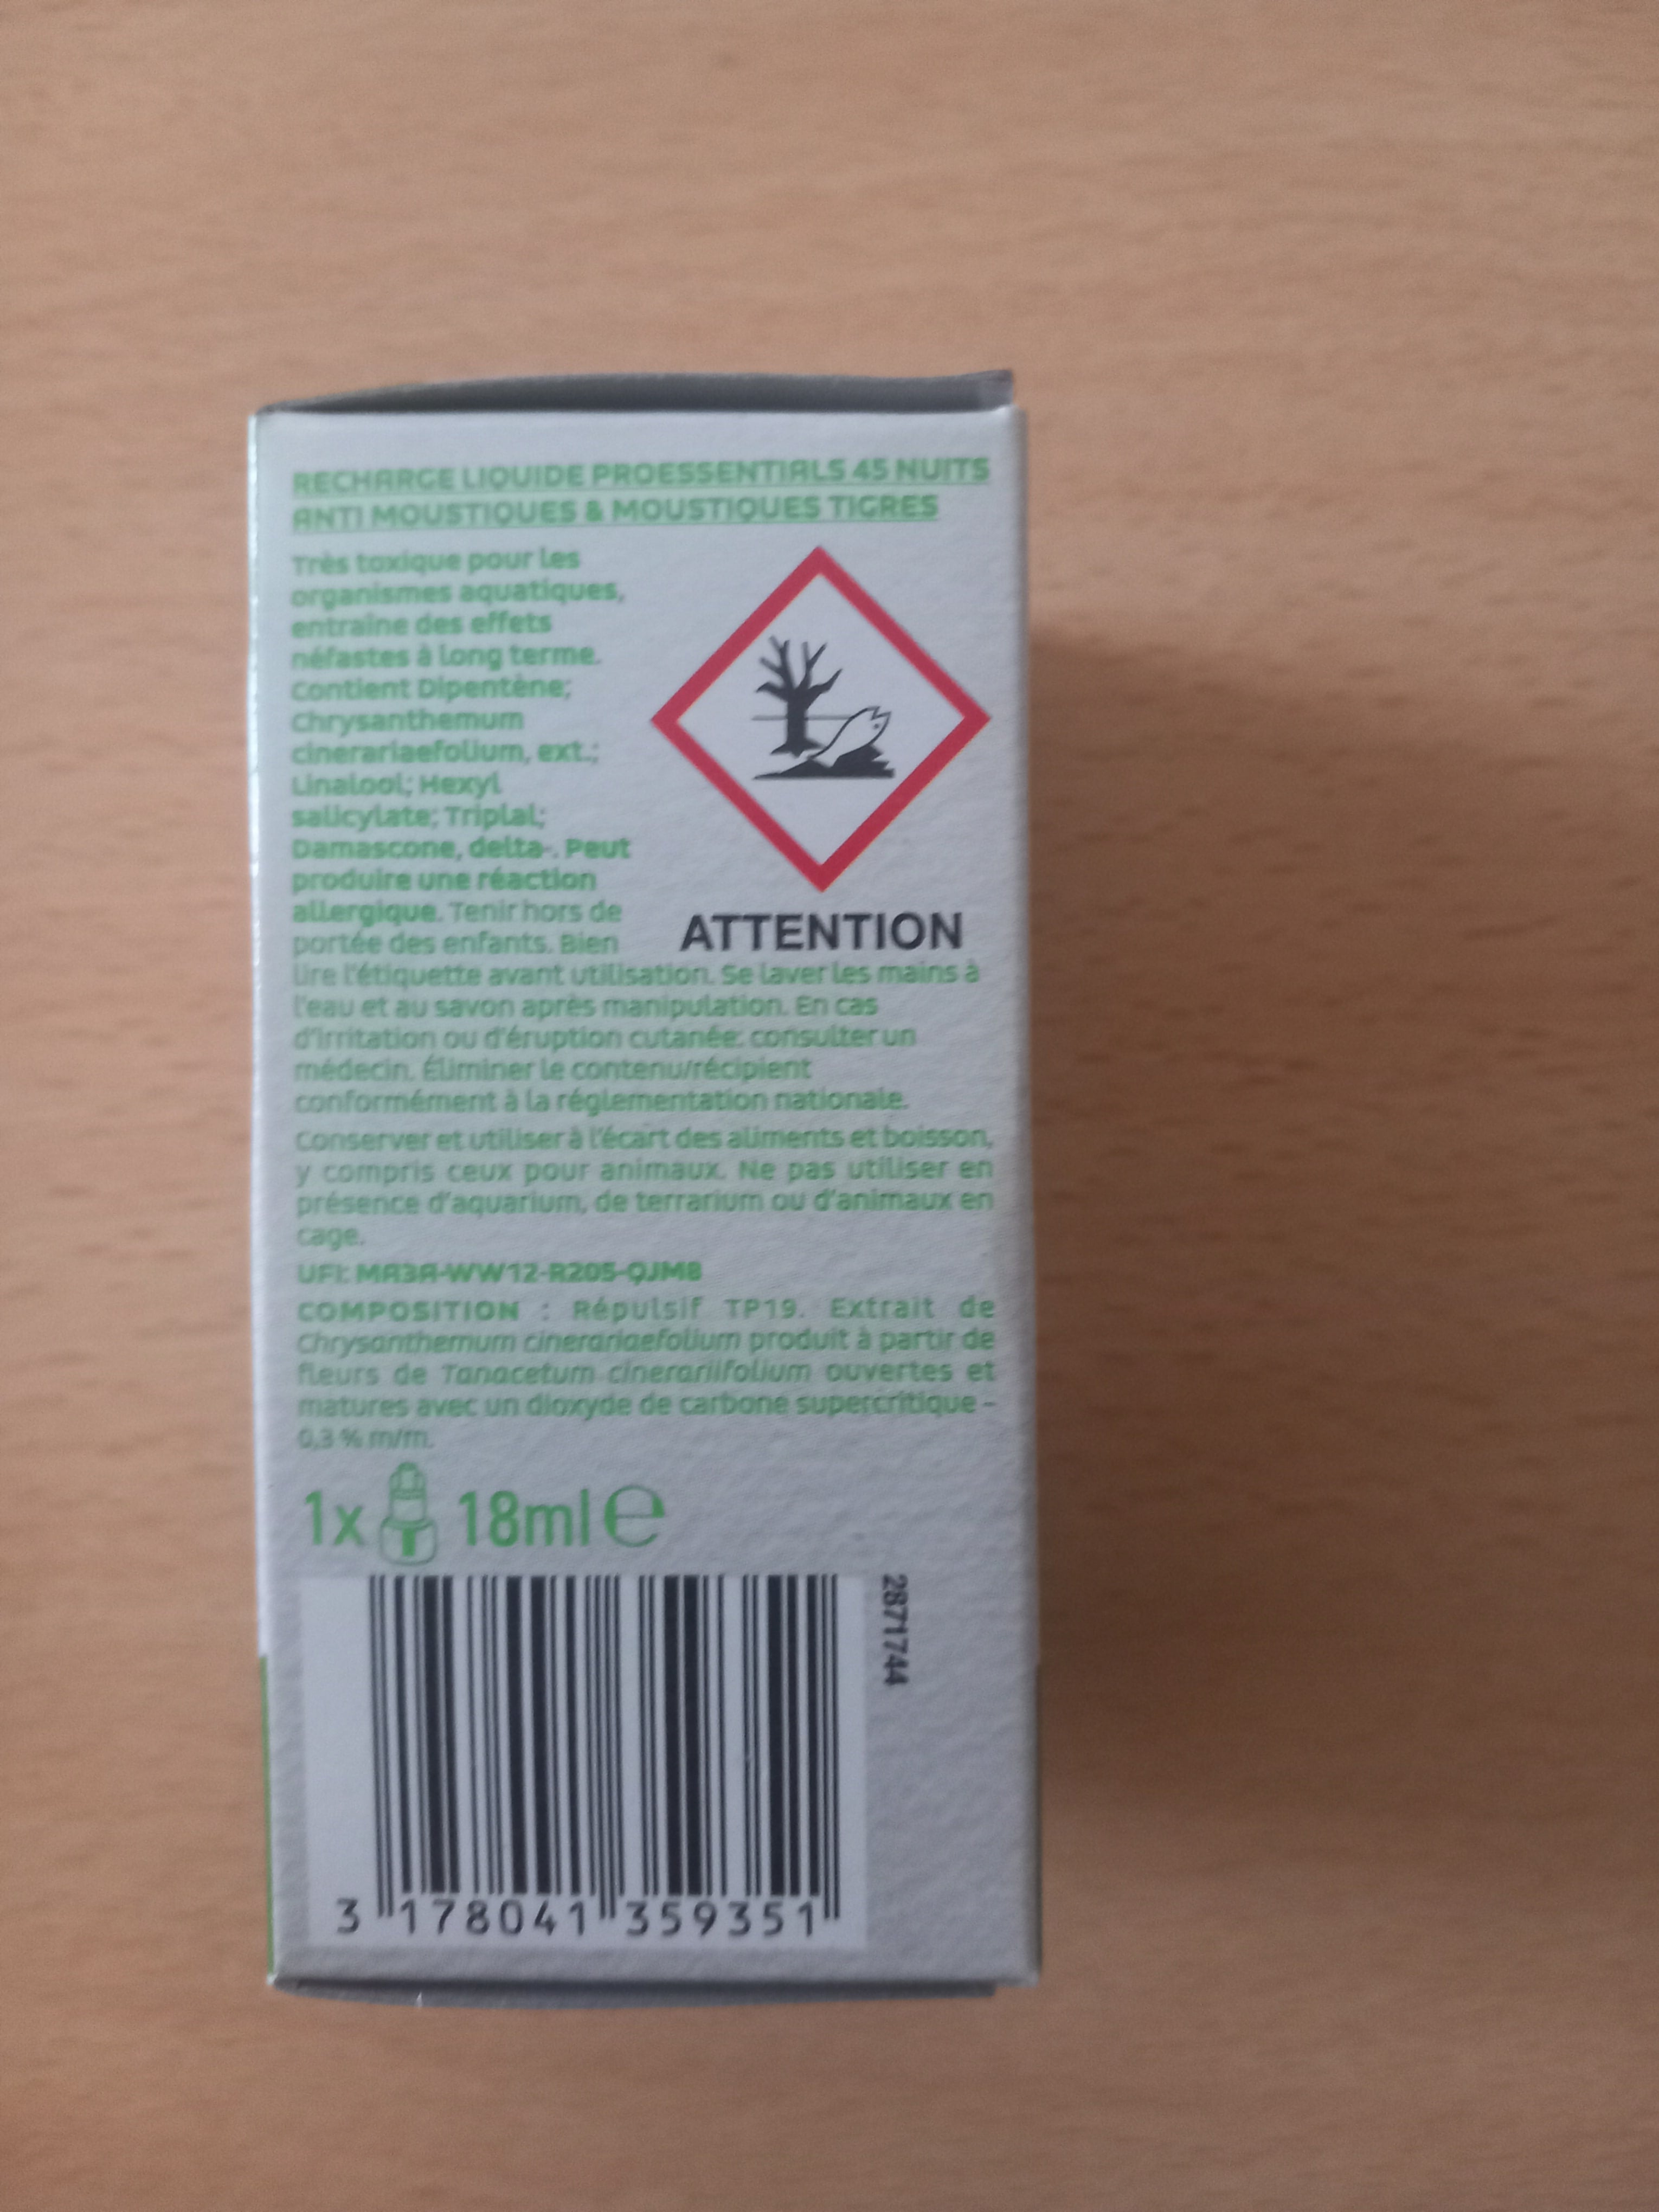 RECHARGE LIQUIDE PROESSENTIALS 45 NUITS
ANTI MOUSTIQUES & MOUSTIQUES TIGRES
Très toxique pour les
organismes aquatiques,
entraîne des effets
néfastes à long terme.
Contient Dipentène;
Chrysanthemum
cinerariaefolium, ext.;
Linalool; Hexyl
salicylate; Triplal;
Damascone, delta-. Peut
produire une réaction
allergique. Tenir hors de
portée des enfants. Bien
ATTENTION
lire l'étiquette avant utilisation. Se laver les mains à
l'eau et au savon après manipulation. En cas
d'irritation ou d'éruption cutanée: consulter un
médecin. Éliminer le contenu/récipient
conformément à la réglementation nationale.
Conserver et utiliser à l'écart des aliments et boisson,
y compris ceux pour animaux. Ne pas utiliser en
présence d'aquarium, de terrarium ou d'animaux en
cage.
UFI: MA3A-WW12-R205-QJM8
COMPOSITION : Répulsif TP19. Extrait de
Chrysanthemum cinerariaefolium produit à partir de
fleurs de Tanacetum cinerariifolium ouvertes et
matures avec un dioxyde de carbone supercritique -
0,3 % m/m.
1x 18ml e
2871744
3 178041 359351